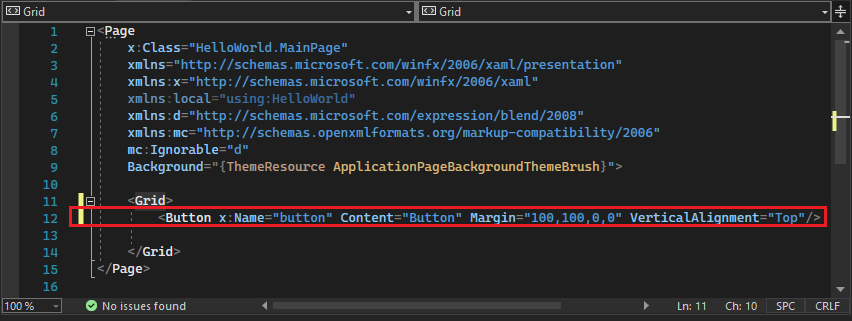 Grid Grid
1 <Page
2 x:Class="HelloWorld.MainPage"
3 xmlns="http://schemas.microsoft.com/winfx/2006/xaml/presentation"
4 xmlns:x="http://schemas.microsoft.com/winfx/2006/xaml"
5 xmlns:local="using:HelloWorld"
6 xmlns:d="http://schemas.microsoft.com/expression/blend/2008"
7 xmlns:mc="http://schemas.openxmlformats.org/markup-compatibility/2006"
8 mc:Ignorable="d"
9 Background="{ThemeResource ApplicationPageBackgroundThemeBrush}">
10
11 <Grid>
12 <Button x:Name="button" Content="Button" Margin="100,100,0,0" VerticalAlignment="Top"/>
13
14 </Grid>
15 </Page>
16
100 % No issues found Ln: 11 Ch: 10 SPC CRLF